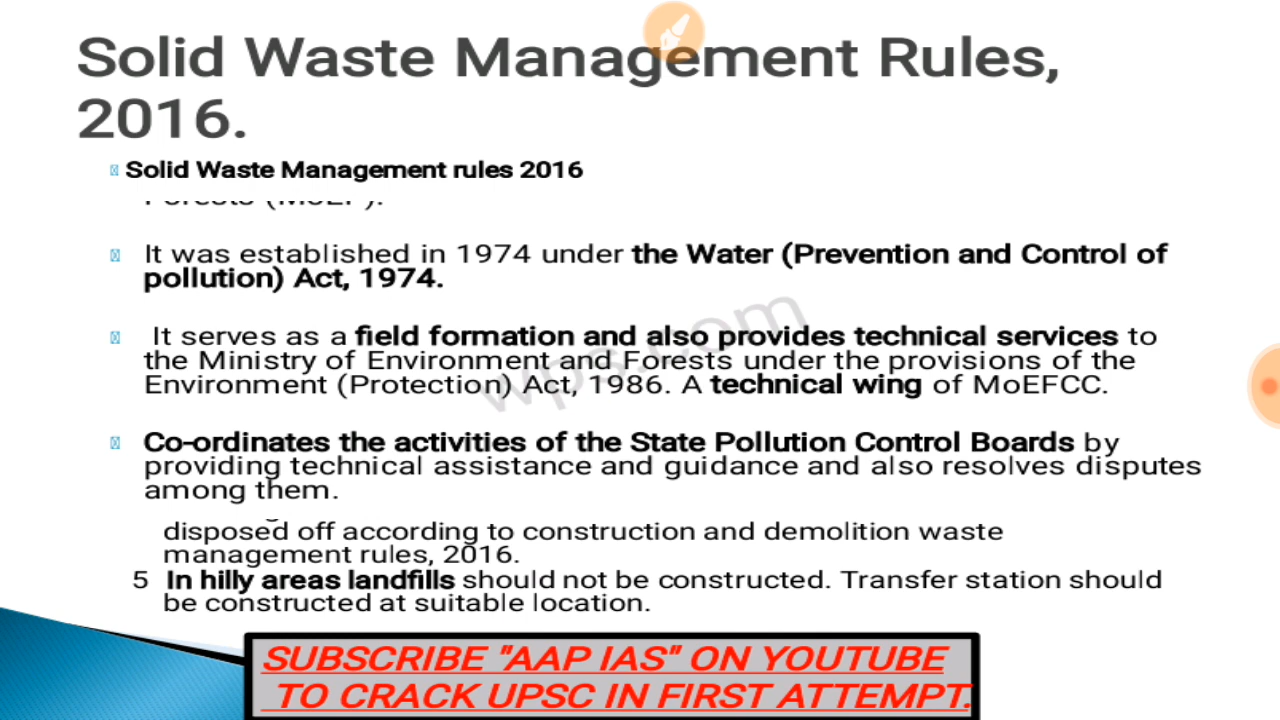 Solid Waste Management Rules,
2016.
Solid Waste Management rules 2016
Forests (MoEF).
It was established in 1974 under the Water (Prevention and Control of
pollution) Act, 1974.
It serves as a field formation and also provides technical services to
the Ministry of Environment and Forests under the provisions of the
Environment (Protection) Act, 1986. A technical wing of MoEFCC.
Co-ordinates the activities of the State Pollution Control Boards by
providing technical assistance and guidance and also resolves disputes
among them.
disposed off according to construction and demolition waste
management rules, 2016.
5 In hilly areas landfills should not be constructed. Transfer station should
be constructed at suitable location.
wps.com
SUBSCRIBE "AAP IAS" ON YOUTUBE
TO CRACK UPSC IN FIRST ATTEMPT.